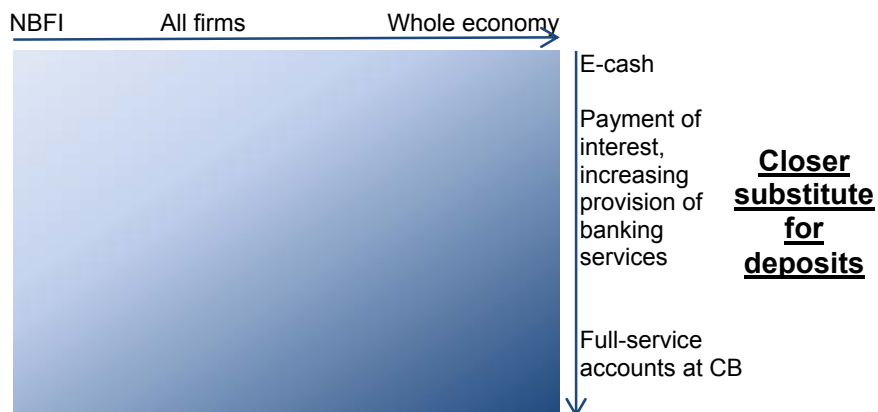 NBFI All firms Whole economy
E-cash
Payment of
interest,
increasing
provision of
banking
services
Closer
substitute
for
deposits
Full-service
accounts at CB